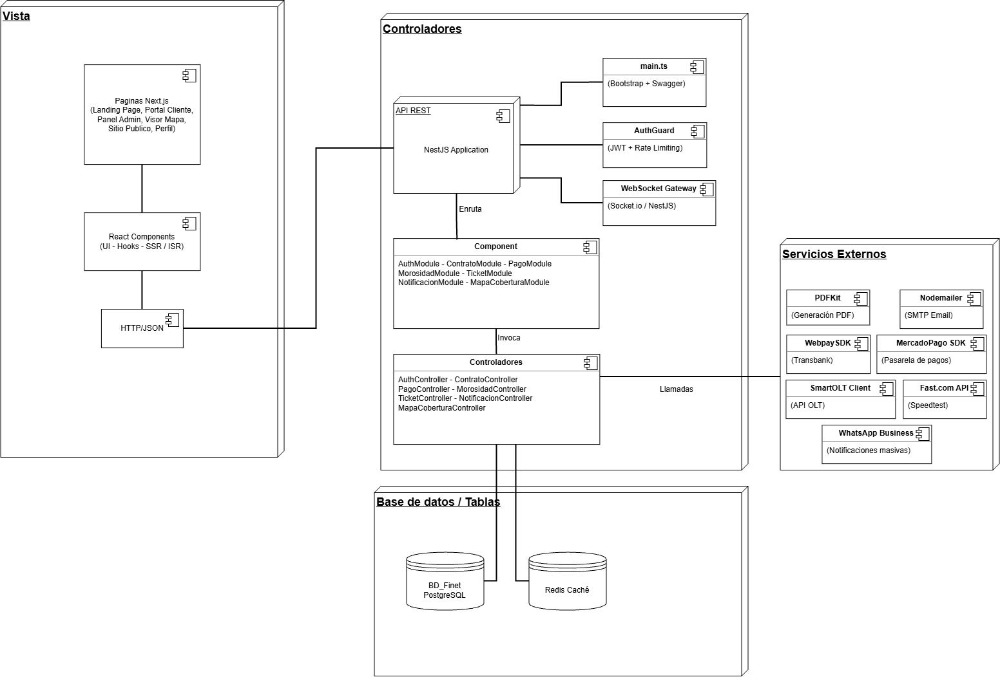 Vista
Paginas Next.js
(Landing Page, Portal Cliente,
Panel Admin, Visor Mapa,
Sitio Publico, Perfil)
React Components
(UI - Hooks - SSR / ISR)
HTTP/JSON
Controladores
API REST
NestJS Application
main.ts
(Bootstrap + Swagger)
AuthGuard
(JWT + Rate Limiting)
WebSocket Gateway
(Socket.io / NestJS)
Enruta
Component
AuthModule - ContratoModule - PagoModule
MorosidadModule - TicketModule
NotificacionModule - MapaCoberturaModule
Invoca
Controladores
AuthController - ContratoController
PagoController - MorosidadController
TicketController - NotificacionController
MapaCoberturaController
Llamadas
Servicios Externos
PDFKit
(Generación PDF)
Nodemailer
(SMTP Email)
WebpaySDK
(Transbank)
MercadoPago SDK
(Pasarela de pagos)
SmartOLT Client
(API OLT)
Fast.com API
(Speedtest)
WhatsApp Business
(Notificaciones masivas)
Base de datos / Tablas
BD_Finet
PostgreSQL
Redis Caché